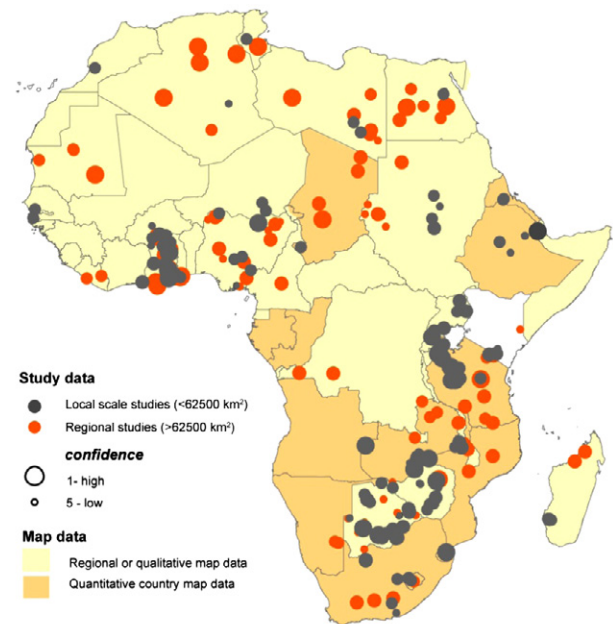 Study data
Local scale studies (<62500 km²)
Regional studies (>62500 km²)
confidence
1- high
5 - low
Map data
Regional or qualitative map data
Quantitative country map data